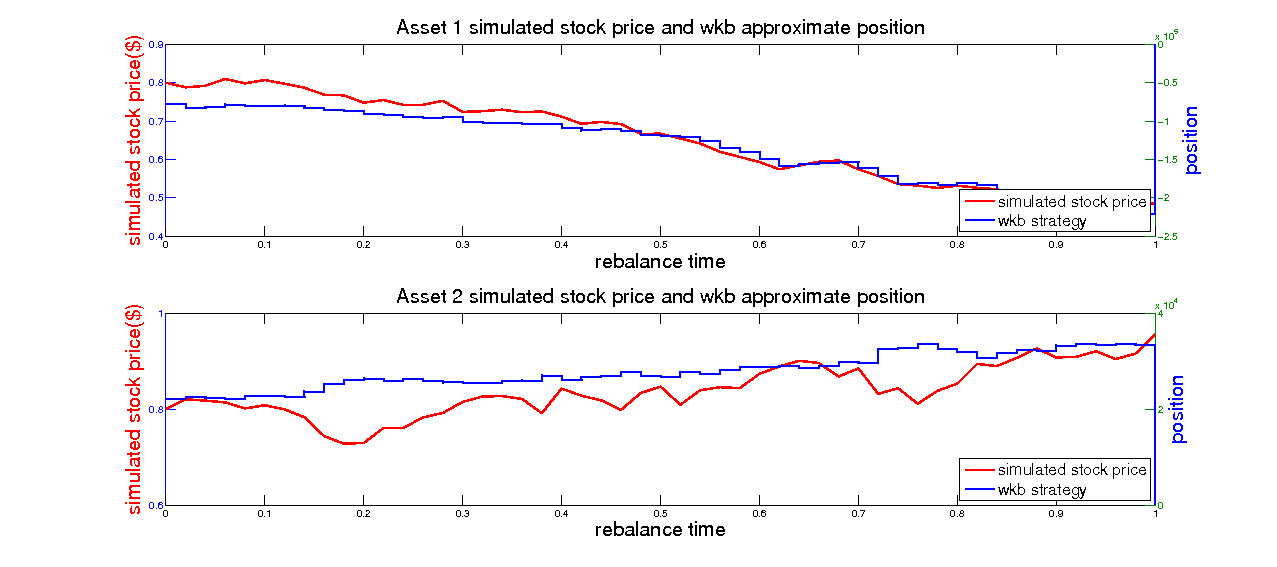 Asset 1 simulated stock price and wkb approximate position
x 10^5
simulated stock price($)
0.9
0.8
0.7
0.6
0.5
0.4
0
-0.5
-1
-1.5
-2
-2.5
position
simulated stock price
wkb strategy
0 0.1 0.2 0.3 0.4 0.5 0.6 0.7 0.8 0.9 1
rebalance time
Asset 2 simulated stock price and wkb approximate position
x 10^4
simulated stock price($)
1
0.8
0.6
4
2
0
position
simulated stock price
wkb strategy
0 0.1 0.2 0.3 0.4 0.5 0.6 0.7 0.8 0.9 1
rebalance time